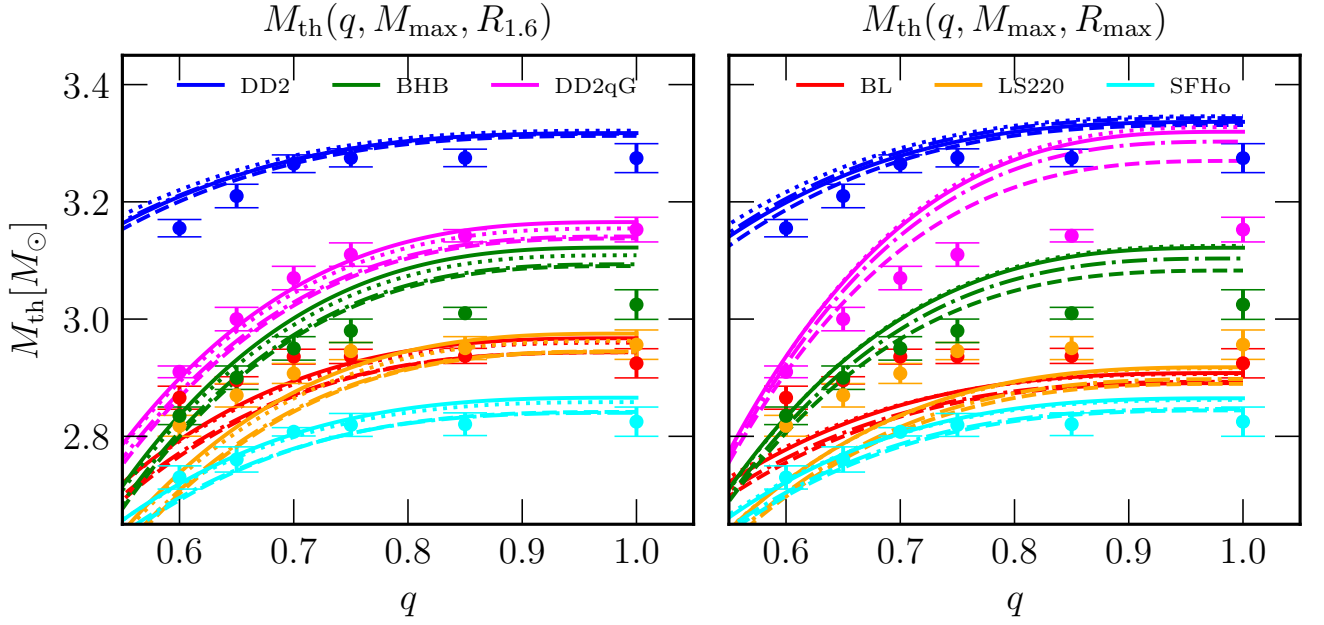 M_th(q, M_max, R_1.6)
M_th(q, M_max, R_max)
DD2 BHB DD2qG
BL LS220 SFHo
M_th[M_⊙]
3.4
3.2
3.0
2.8
0.6 0.7 0.8 0.9 1.0
0.6 0.7 0.8 0.9 1.0
q
q